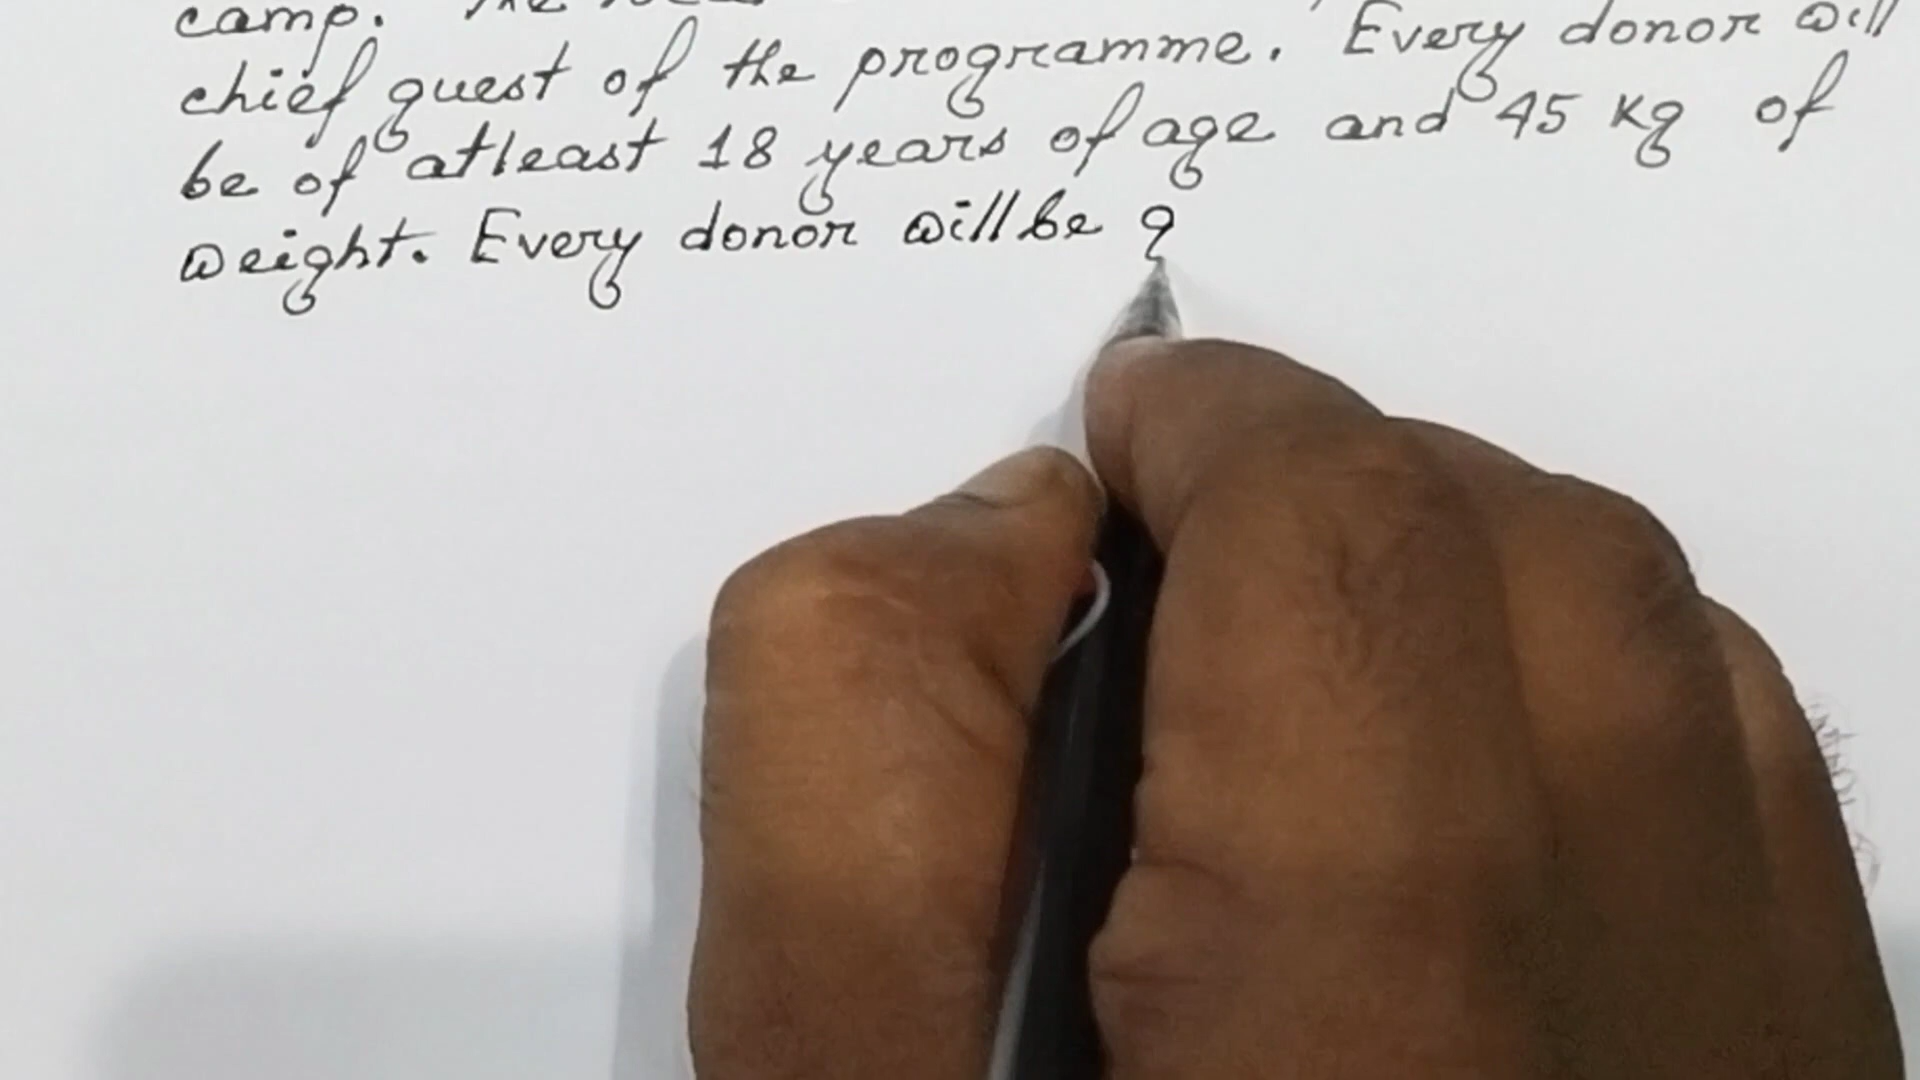 camp. The
chief guest of the programme. Every donor will
be of atleast 18 years of age and 45 kg of
weight. Every donor will be g